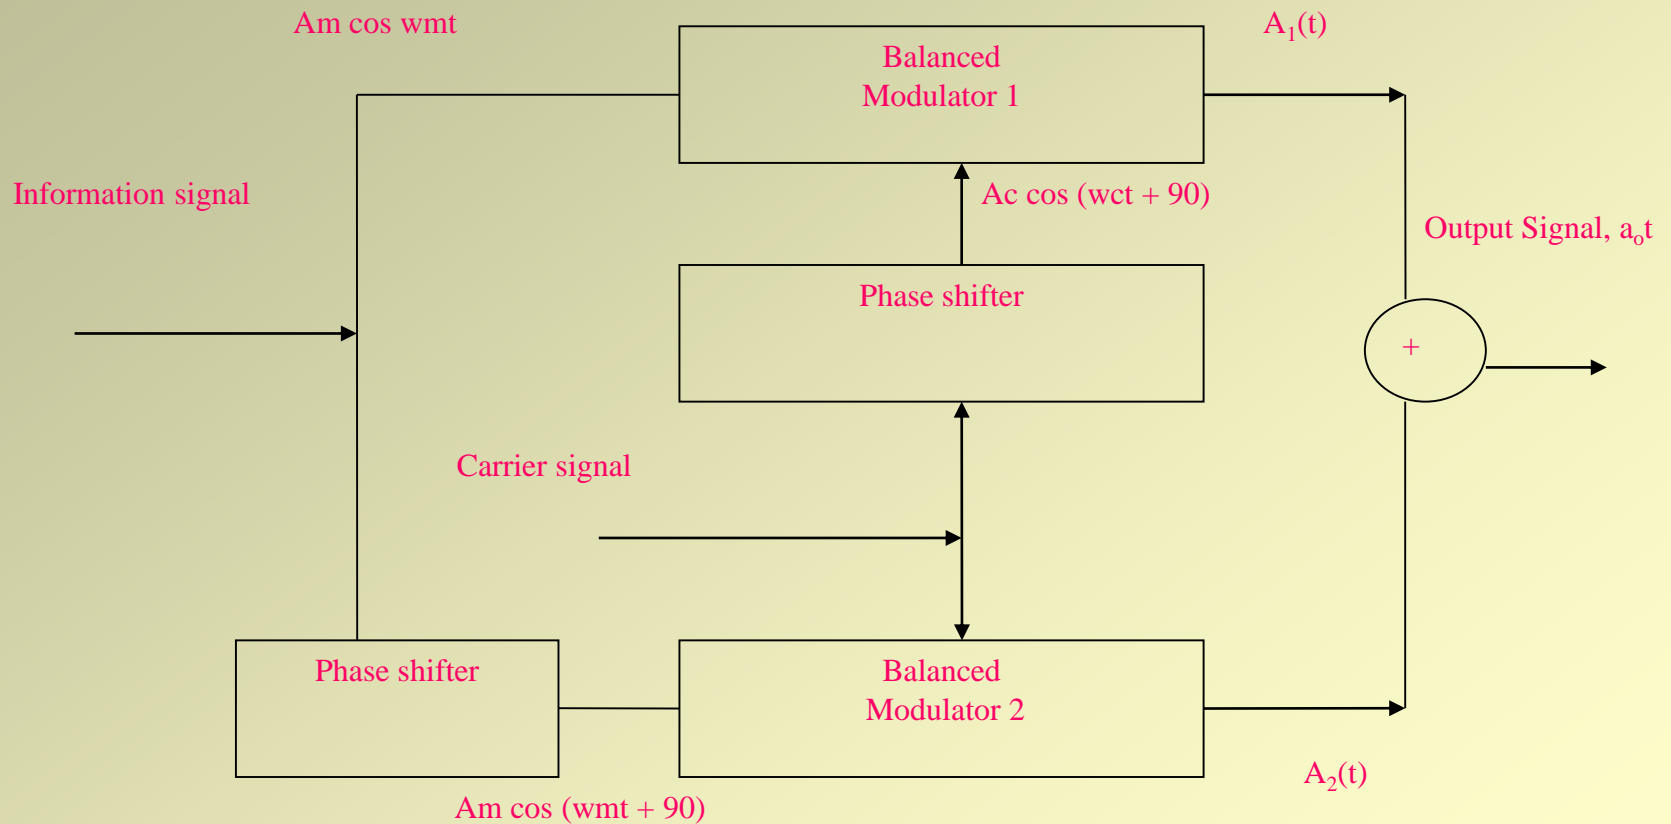 Am cos wmt
A₁(t)
Balanced
Modulator 1
Information signal
Ac cos (wct + 90)
Output Signal, aₒt
Phase shifter
+
Carrier signal
Phase shifter
Balanced
Modulator 2
A₂(t)
Am cos (wmt + 90)